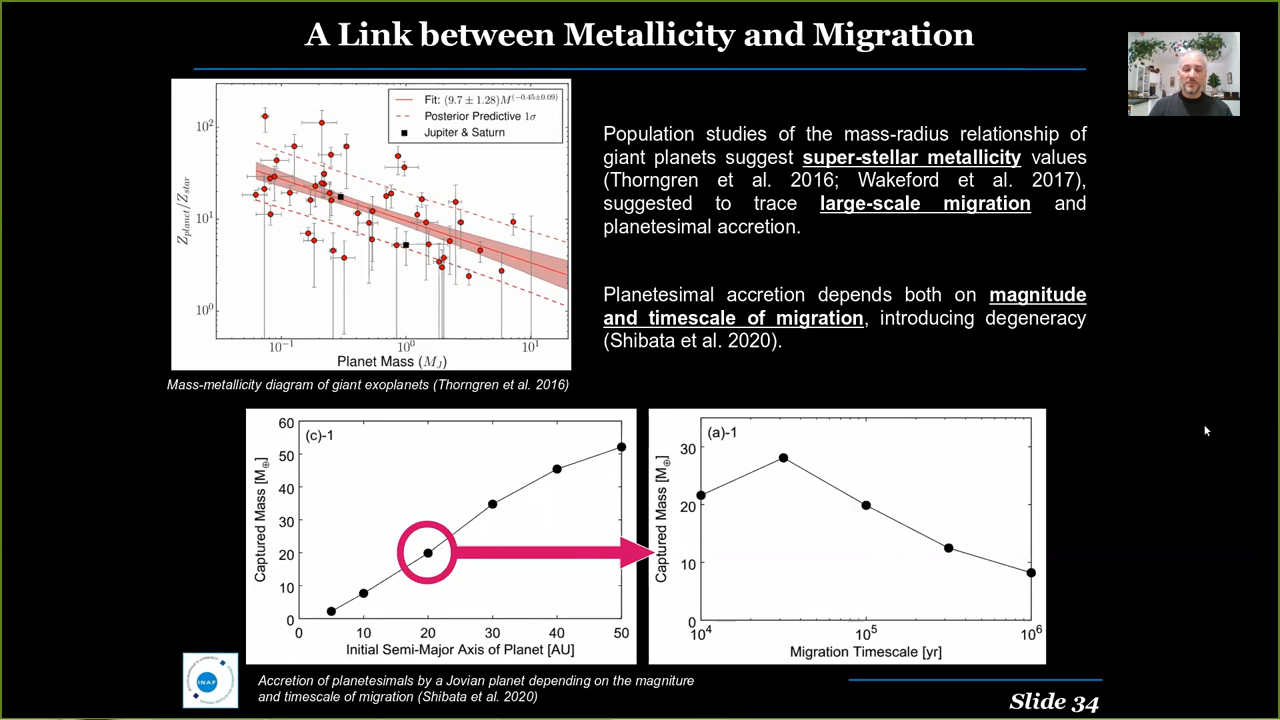 A Link between Metallicity and Migration
Fit: (9.7 ± 1.28)M^(−0.45±0.09)
Posterior Predictive 1σ
Jupiter & Saturn
10^2
10^1
10^0
Z_planet/Z_star
10^−1
10^0
10^1
Planet Mass (M_J)
Mass-metallicity diagram of giant exoplanets (Thorngren et al. 2016)
Population studies of the mass-radius relationship of
giant planets suggest super-stellar metallicity values
(Thorngren et al. 2016; Wakeford et al. 2017),
suggested to trace large-scale migration and
planetesimal accretion.
Planetesimal accretion depends both on magnitude
and timescale of migration, introducing degeneracy
(Shibata et al. 2020).
(c)-1
60
50
40
30
20
10
0
Captured Mass [M⊕]
0 10 20 30 40 50
Initial Semi-Major Axis of Planet [AU]
(a)-1
30
20
10
0
Captured Mass [M⊕]
10^4 10^5 10^6
Migration Timescale [yr]
INAF
Accretion of planetesimals by a Jovian planet depending on the magniture
and timescale of migration (Shibata et al. 2020)
Slide 34